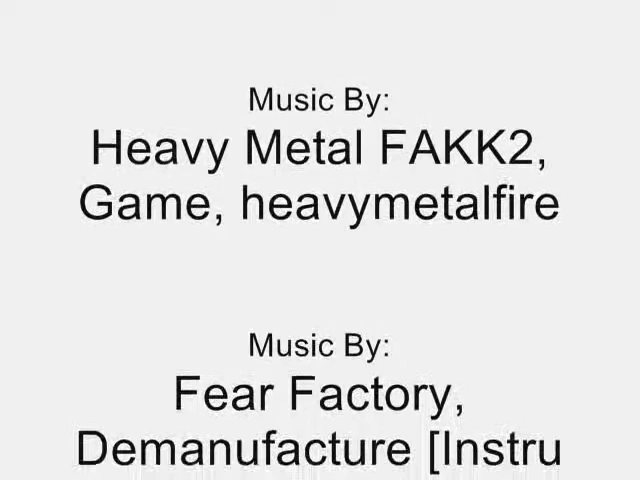 Music By:
Heavy Metal FAKK2,
Game, heavymetalfire
Music By:
Fear Factory,
Demanufacture [Instru